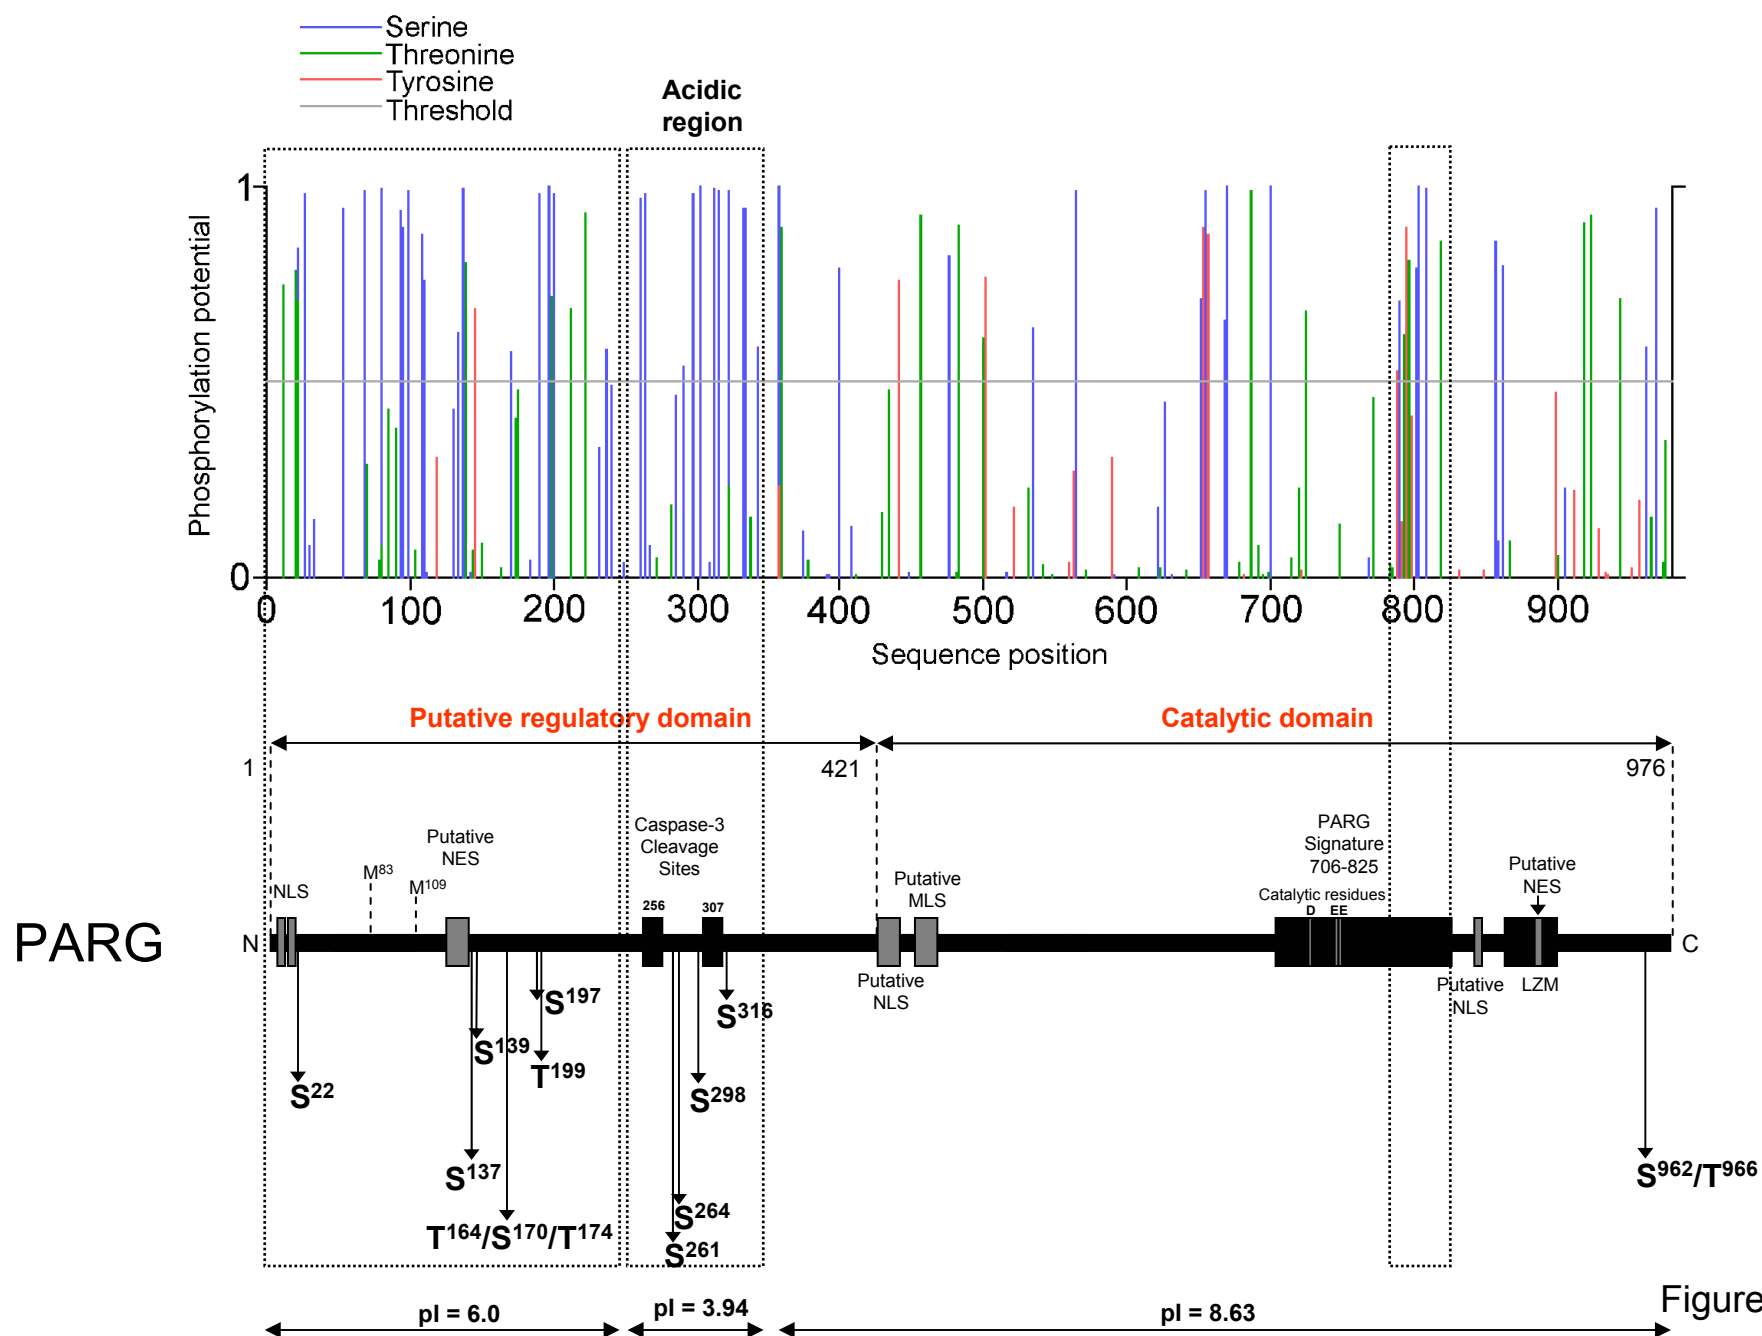 Serine
Threonine
Tyrosine
Threshold
Acidic
region
Phosphorylation potential
1
0
0 100 200 300 400 500 600 700 800 900
Sequence position
Putative regulatory domain
Catalytic domain
1
421
976
PARG
N
C
NLS
M83
M109
Putative
NES
Caspase-3
Cleavage
Sites
256
307
Putative
MLS
Putative
NLS
PARG
Signature
706-825
Catalytic residues
D EE
Putative
NES
Putative
NLS
LZM
S197
S316
S139
T199
S22
S298
S137
S962/T966
S264
T164/S170/T174
S261
pI = 6.0
pI = 3.94
pI = 8.63
Figure